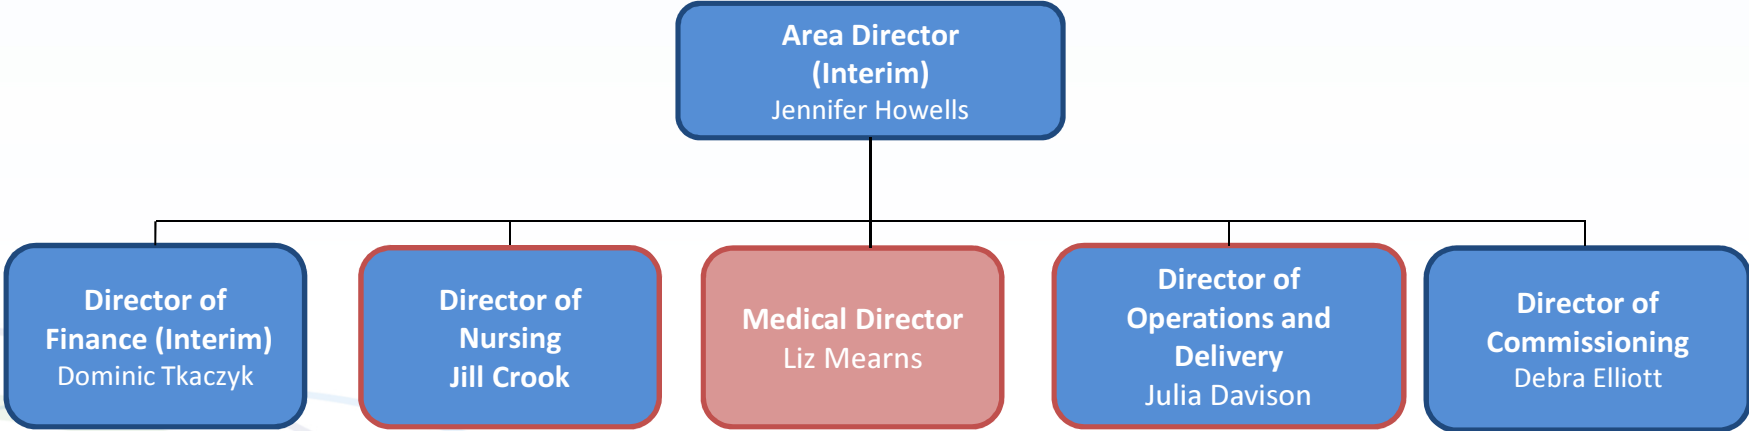 Area Director
(Interim)
Jennifer Howells
Director of
Finance (Interim)
Dominic Tkaczyk
Director of
Nursing
Jill Crook
Medical Director
Liz Mearns
Director of
Operations and
Delivery
Julia Davison
Director of
Commissioning
Debra Elliott